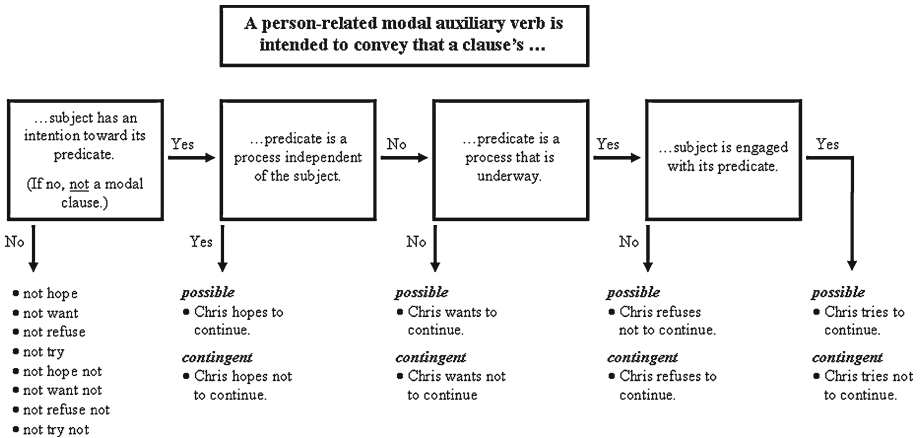 A person-related modal auxiliary verb is
intended to convey that a clause's …
…subject has an
intention toward its
predicate.
(If no, not a modal
clause.)
Yes
…predicate is a
process independent
of the subject.
No
…predicate is a
process that is
underway.
Yes
…subject is engaged
with its predicate.
Yes
No
Yes
No
No
• not hope
• not want
• not refuse
• not try
• not hope not
• not want not
• not refuse not
• not try not
possible
• Chris hopes to
continue.
contingent
• Chris hopes not
to continue.
possible
• Chris wants to
continue.
contingent
• Chris wants not
to continue
possible
• Chris refuses
not to continue.
contingent
• Chris refuses to
continue.
possible
• Chris tries to
continue.
contingent
• Chris tries not
to continue.